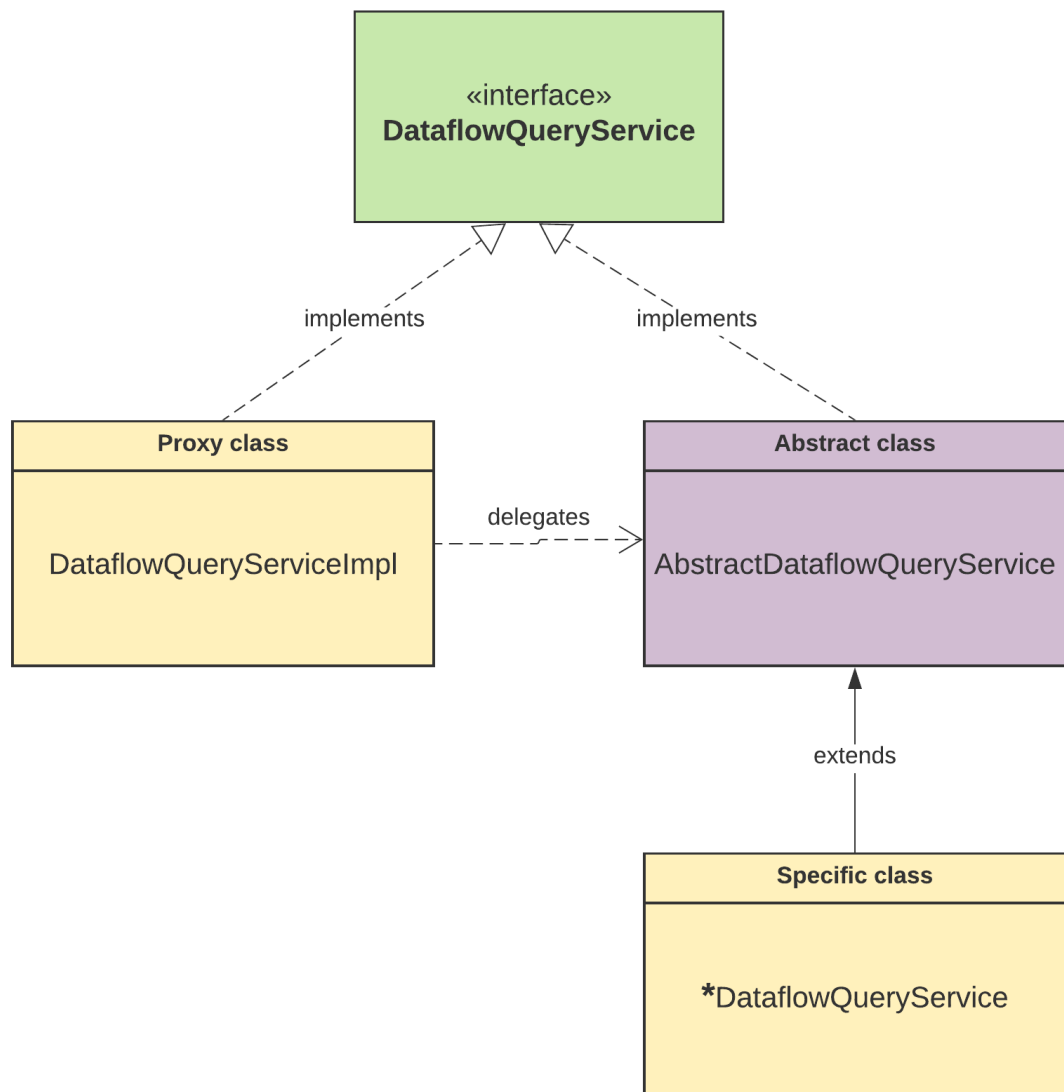 «interface»
DataflowQueryService
implements
implements
Proxy class
Abstract class
delegates
DataflowQueryServiceImpl
AbstractDataflowQueryService
extends
Specific class
*DataflowQueryService